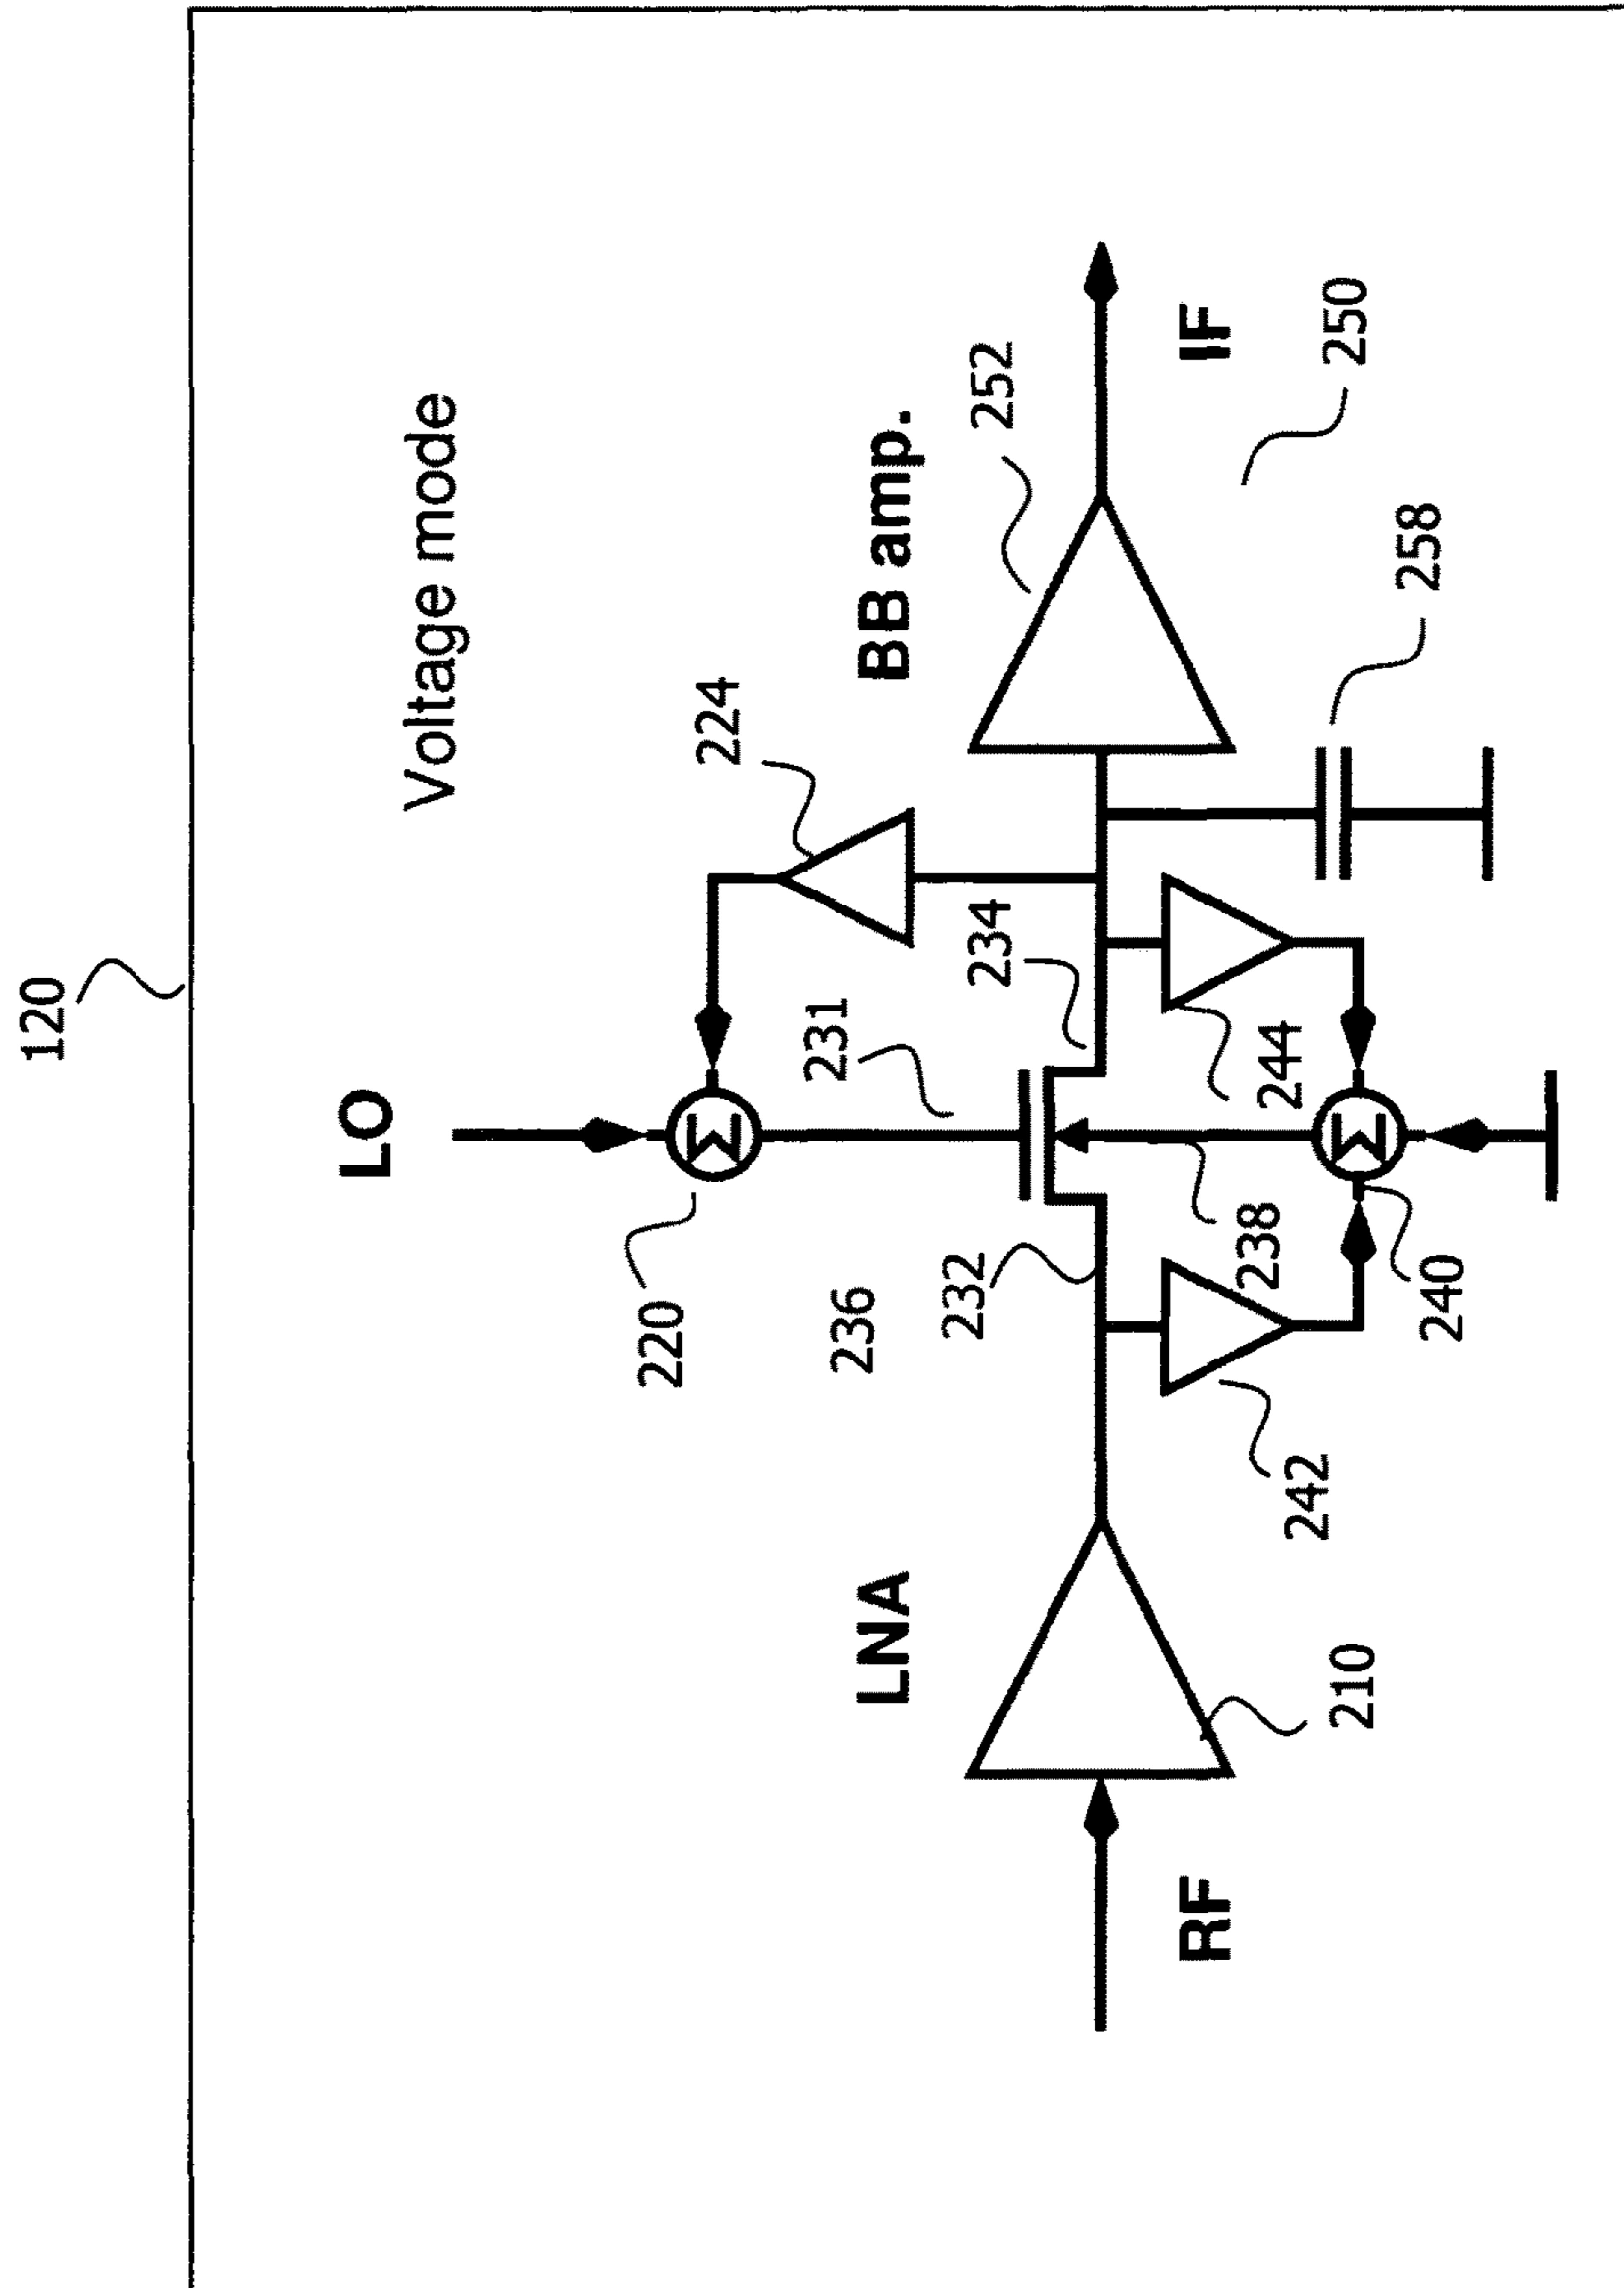 120
LO
Voltage mode
220
224
231
236
LNA
BB amp.
232
234
252
Σ
RF
IF
238
244
242
210
250
Σ
240
258